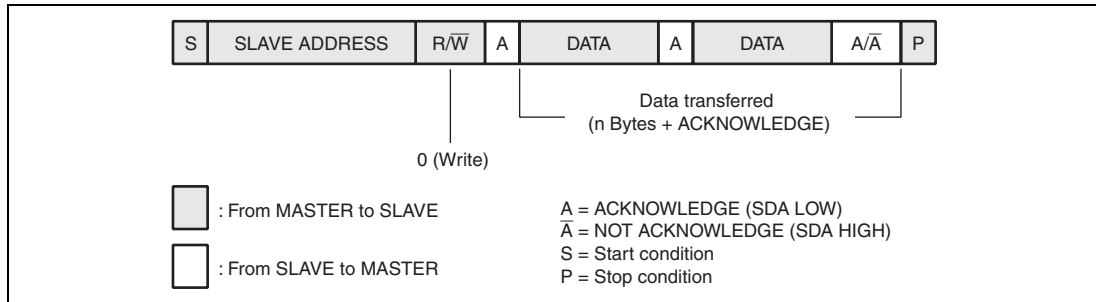 S SLAVE ADDRESS R/W̅ A DATA A DATA A/A̅ P
Data transferred
(n Bytes + ACKNOWLEDGE)
0 (Write)
: From MASTER to SLAVE
: From SLAVE to MASTER
A = ACKNOWLEDGE (SDA LOW)
A̅ = NOT ACKNOWLEDGE (SDA HIGH)
S = Start condition
P = Stop condition